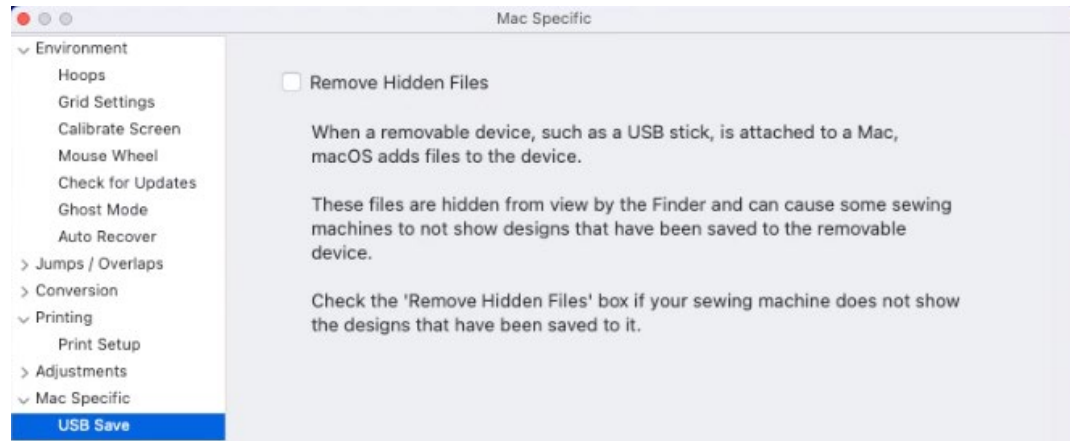 Mac Specific
Environment
Hoops
Grid Settings
Calibrate Screen
Mouse Wheel
Check for Updates
Ghost Mode
Auto Recover
Jumps / Overlaps
Conversion
Printing
Print Setup
Adjustments
Mac Specific
USB Save
Remove Hidden Files
When a removable device, such as a USB stick, is attached to a Mac,
macOS adds files to the device.
These files are hidden from view by the Finder and can cause some sewing
machines to not show designs that have been saved to the removable
device.
Check the 'Remove Hidden Files' box if your sewing machine does not show
the designs that have been saved to it.